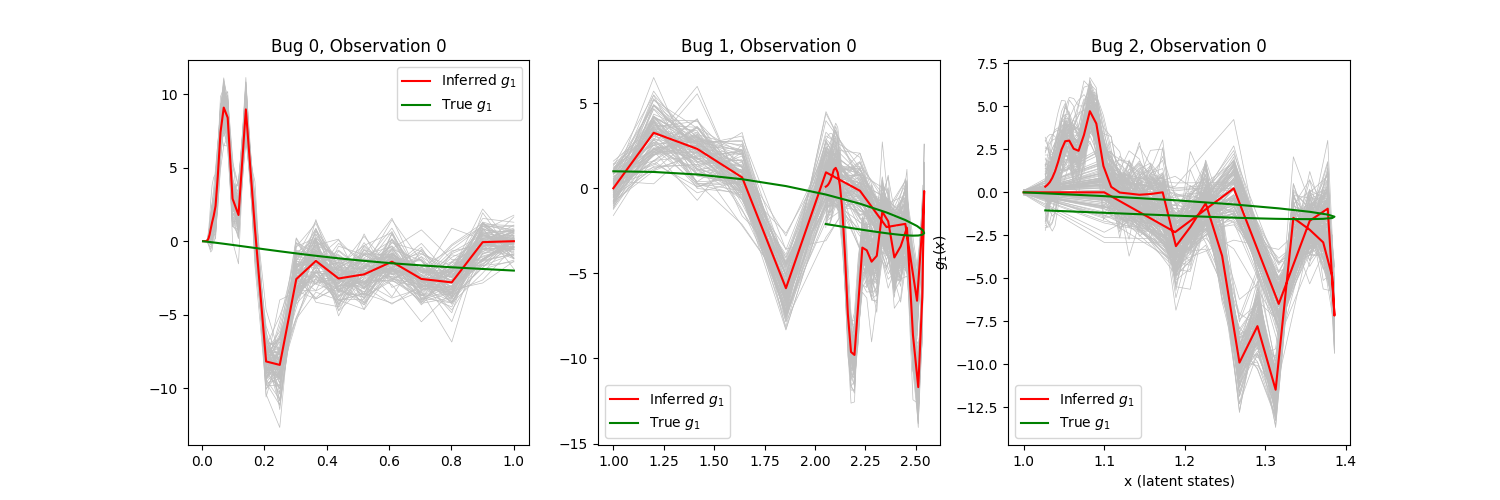 Bug 0, Observation 0
Inferred g₁
True g₁
10
5
0
−5
−10
0.0 0.2 0.4 0.6 0.8 1.0
Bug 1, Observation 0
5
0
−5
−10
−15
Inferred g₁
True g₁
1.00 1.25 1.50 1.75 2.00 2.25 2.50
Bug 2, Observation 0
g₁(x)
7.5
5.0
2.5
0.0
−2.5
−5.0
−7.5
−10.0
−12.5
Inferred g₁
True g₁
1.0 1.1 1.2 1.3 1.4
x (latent states)